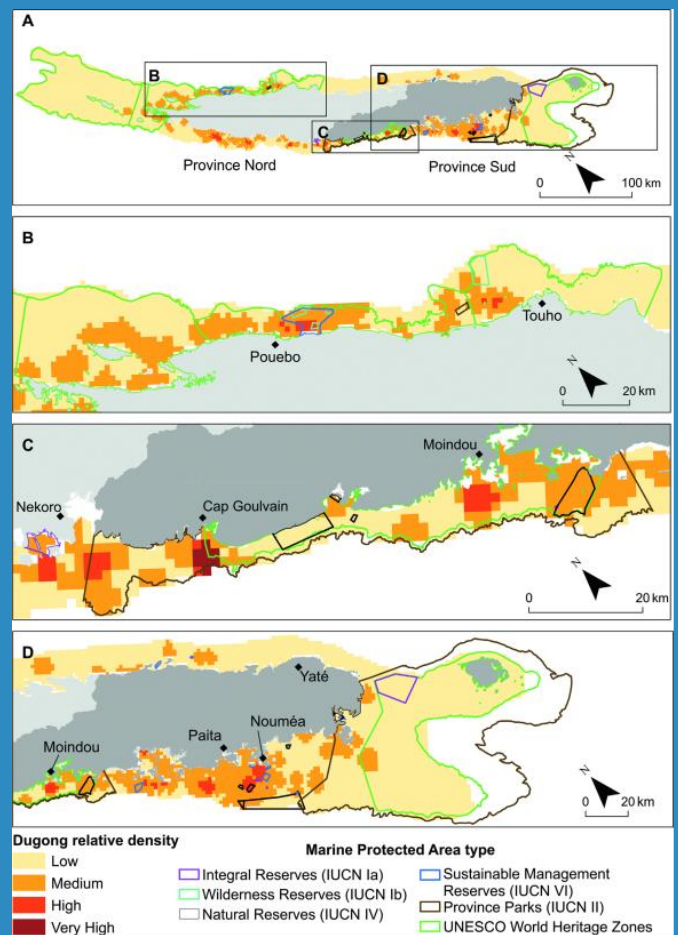 A
B
D
C
Province Nord
Province Sud
N
0 100 km
B
Touho
Pouebo
N
0 20 km
C
Moindou
Nekoro
Cap Goulvain
N
0 20 km
D
Yaté
Nouméa
Paita
Moindou
N
0 20 km
Dugong relative density
Low
Medium
High
Very High
Marine Protected Area type
Integral Reserves (IUCN Ia)
Wilderness Reserves (IUCN Ib)
Natural Reserves (IUCN IV)
Sustainable Management
Reserves (IUCN VI)
Province Parks (IUCN II)
UNESCO World Heritage Zones